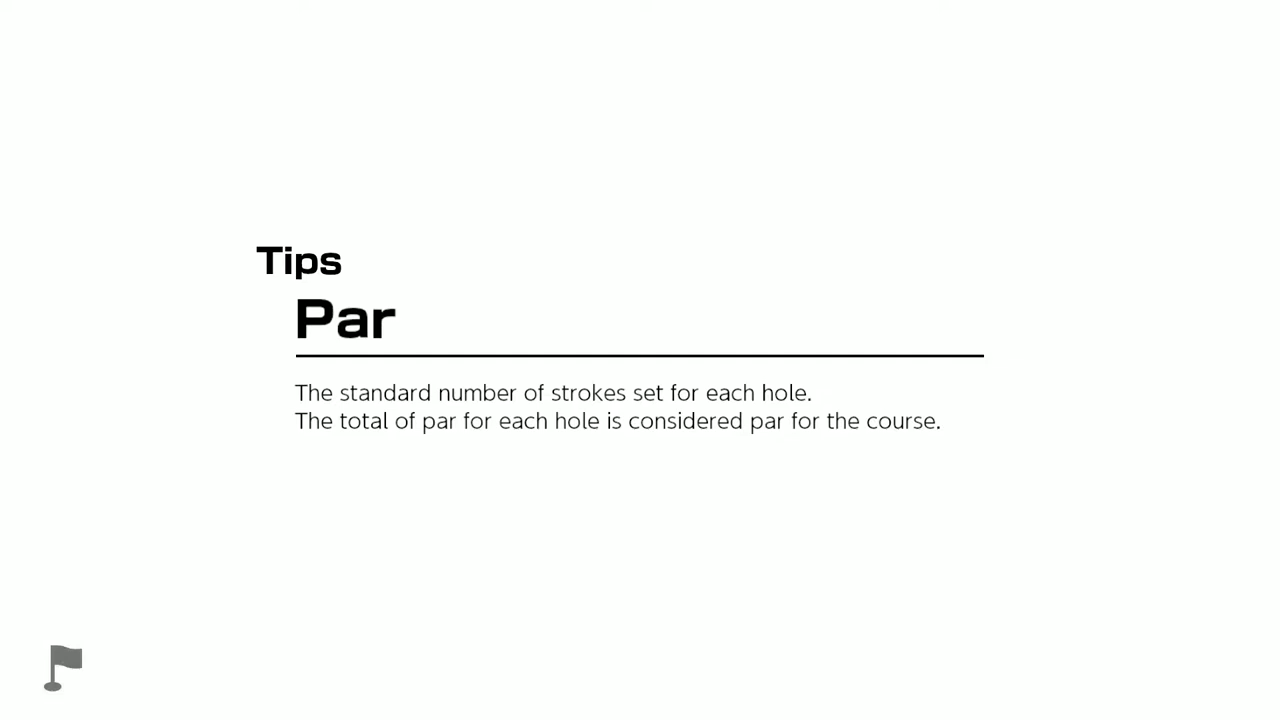 Tips
Par
The standard number of strokes set for each hole.
The total of par for each hole is considered par for the course.